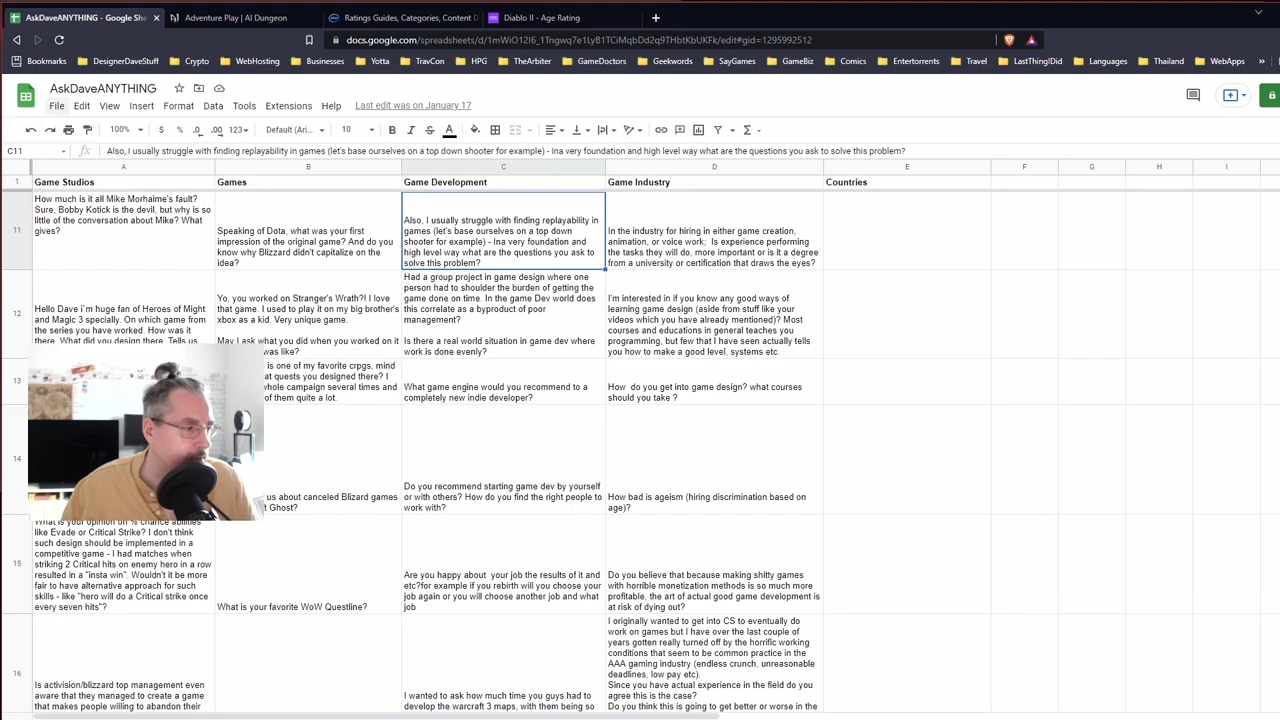 AskDaveANYTHING - Google She
Adventure Play | AI Dungeon
Ratings Guides, Categories, Content D
Diablo II - Age Rating
docs.google.com/spreadsheets/d/1mWiO12I6_1Tngwq7e1LyB1TCiMqbDd2q9THbtKbUKFk/edit#gid=1295992512
Bookmarks
DesignerDaveStuff
Crypto
WebHosting
Businesses
Yotta
TravCon
HPG
TheArbiter
GameDoctors
Geekwords
SayGames
GameBiz
Comics
Entertorrents
Travel
LastThingIDid
Languages
Thailand
WebApps
AskDaveANYTHING
File Edit View Insert Format Data Tools Extensions Help Last edit was on January 17
100% $ % .0 .00 123 Default (Ari... 10 B I S A
C11
fx
Also, I usually struggle with finding replayability in games (let's base ourselves on a top down shooter for example) - Ina very foundation and high level way what are the questions you ask to solve this problem?
A B C D E F G H I
1
Game Studios
Games
Game Development
Game Industry
Countries
11
How much is it all Mike Morhaime's fault?
Sure, Bobby Kotick is the devil, but why is so
little of the conversation about Mike? What
gives?
Speaking of Dota, what was your first
impression of the original game? And do you
know why Blizzard didn't capitalize on the
idea?
Also, I usually struggle with finding replayability in
games (let's base ourselves on a top down
shooter for example) - Ina very foundation and
high level way what are the questions you ask to
solve this problem?
In the industry for hiring in either game creation,
animation, or voice work; Is experience performing
the tasks they will do, more important or is it a degree
from a university or certification that draws the eyes?
12
Hello Dave i`m huge fan of Heroes of Might
and Magic 3 specially. On which game from
the series you have worked. How was it
there. What did you design there. Tells us
Yo, you worked on Stranger's Wrath?! I love
that game. I used to play it on my big brother's
xbox as a kid. Very unique game.
May I ask what you did when you worked on it
was like?
Had a group project in game design where one
person had to shoulder the burden of getting the
game done on time. In the game Dev world does
this correlate as a byproduct of poor
management?
Is there a real world situation in game dev where
work is done evenly?
I'm interested in if you know any good ways of
learning game design (aside from stuff like your
videos which you have already mentioned)? Most
courses and educations in general teaches you
programming, but few that I have seen actually tells
you how to make a good level, systems etc.
13
is one of my favorite crpgs, mind
at quests you designed there? I
whole campaign several times and
of them quite a lot.
What game engine would you recommend to a
completely new indie developer?
How do you get into game design? what courses
should you take ?
14
us about canceled Blizard games
t Ghost?
Do you recommend starting game dev by yourself
or with others? How do you find the right people to
work with?
How bad is ageism (hiring discrimination based on
age)?
15
What is your opinion on % chance abilities
like Evade or Critical Strike? I don't think
such design should be implemented in a
competitive game - I had matches when
striking 2 Critical hits on enemy hero in a row
resulted in a "insta win". Wouldn't it be more
fair to have alternative approach for such
skills - like "hero will do a Critical strike once
every seven hits"?
What is your favorite WoW Questline?
Are you happy about your job the results of it and
etc?for example if you rebirth will you choose your
job again or you will choose another job and what
job
Do you believe that because making shitty games
with horrible monetization methods is so much more
profitable, the art of actual good game development is
at risk of dying out?
16
Is activision/blizzard top management even
aware that they managed to create a game
that makes people willing to abandon their
I wanted to ask how much time you guys had to
develop the warcraft 3 maps, with them being so
I originally wanted to get into CS to eventually do
work on games but I have over the last couple of
years gotten really turned off by the horrific working
conditions that seem to be common practice in the
AAA gaming industry (endless crunch, unreasonable
deadlines, low pay etc).
Since you have actual experience in the field do you
agree this is the case?
Do you think this is going to get better or worse in the